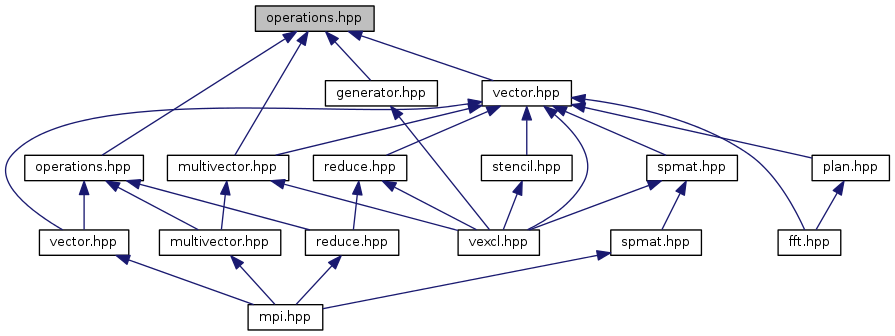 operations.hpp
generator.hpp
vector.hpp
operations.hpp
multivector.hpp
reduce.hpp
stencil.hpp
spmat.hpp
plan.hpp
vector.hpp
multivector.hpp
reduce.hpp
vexcl.hpp
spmat.hpp
fft.hpp
mpi.hpp